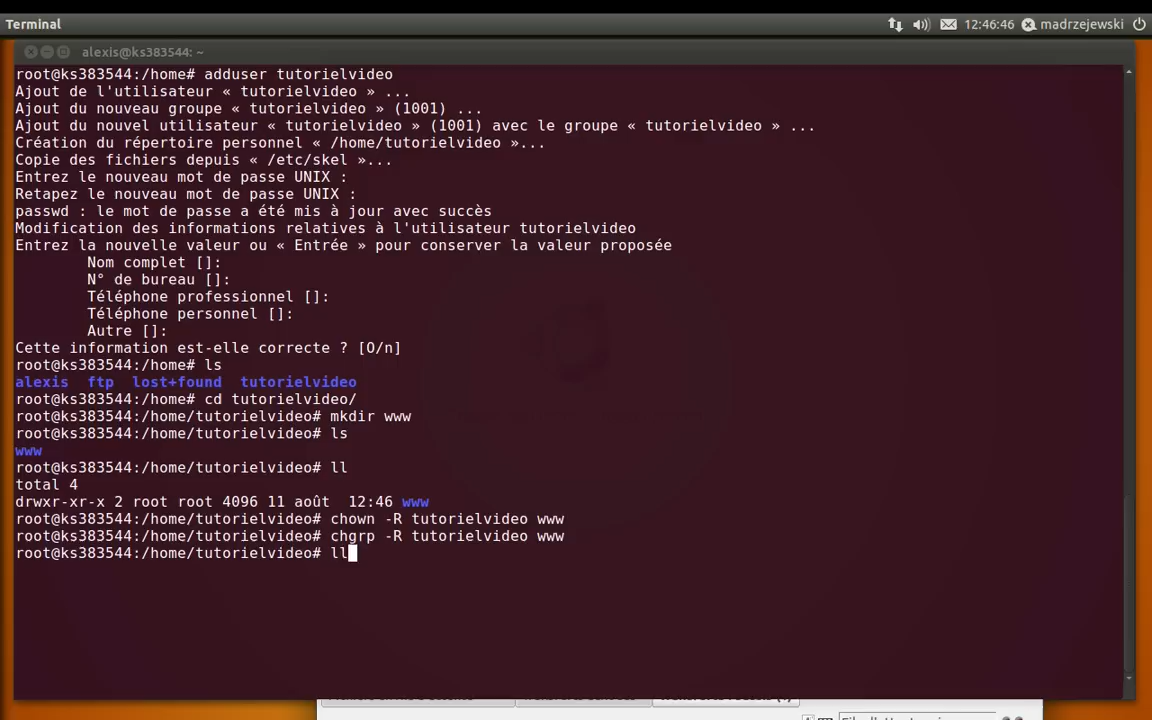 Terminal
12:46:46 madrzejewski
alexis@ks383544: ~
root@ks383544:/home# adduser tutorielvideo
Ajout de l'utilisateur « tutorielvideo » ...
Ajout du nouveau groupe « tutorielvideo » (1001) ...
Ajout du nouvel utilisateur « tutorielvideo » (1001) avec le groupe « tutorielvideo » ...
Création du répertoire personnel « /home/tutorielvideo »...
Copie des fichiers depuis « /etc/skel »...
Entrez le nouveau mot de passe UNIX :
Retapez le nouveau mot de passe UNIX :
passwd : le mot de passe a été mis à jour avec succès
Modification des informations relatives à l'utilisateur tutorielvideo
Entrez la nouvelle valeur ou « Entrée » pour conserver la valeur proposée
Nom complet []:
N° de bureau []:
Téléphone professionnel []:
Téléphone personnel []:
Autre []:
Cette information est-elle correcte ? [O/n]
root@ks383544:/home# ls
alexis  ftp  lost+found  tutorielvideo
root@ks383544:/home# cd tutorielvideo/
root@ks383544:/home/tutorielvideo# mkdir www
root@ks383544:/home/tutorielvideo# ls
www
root@ks383544:/home/tutorielvideo# ll
total 4
drwxr-xr-x 2 root root 4096 11 août  12:46 www
root@ks383544:/home/tutorielvideo# chown -R tutorielvideo www
root@ks383544:/home/tutorielvideo# chgrp -R tutorielvideo www
root@ks383544:/home/tutorielvideo# ll